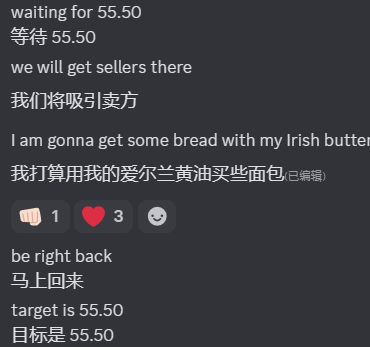 waiting for 55.50
等待 55.50
we will get sellers there
我们将吸引卖方
I am gonna get some bread with my Irish butter
我打算用我的爱尔兰黄油买些面包(已编辑)
1 3
be right back
马上回来
target is 55.50
目标是 55.50